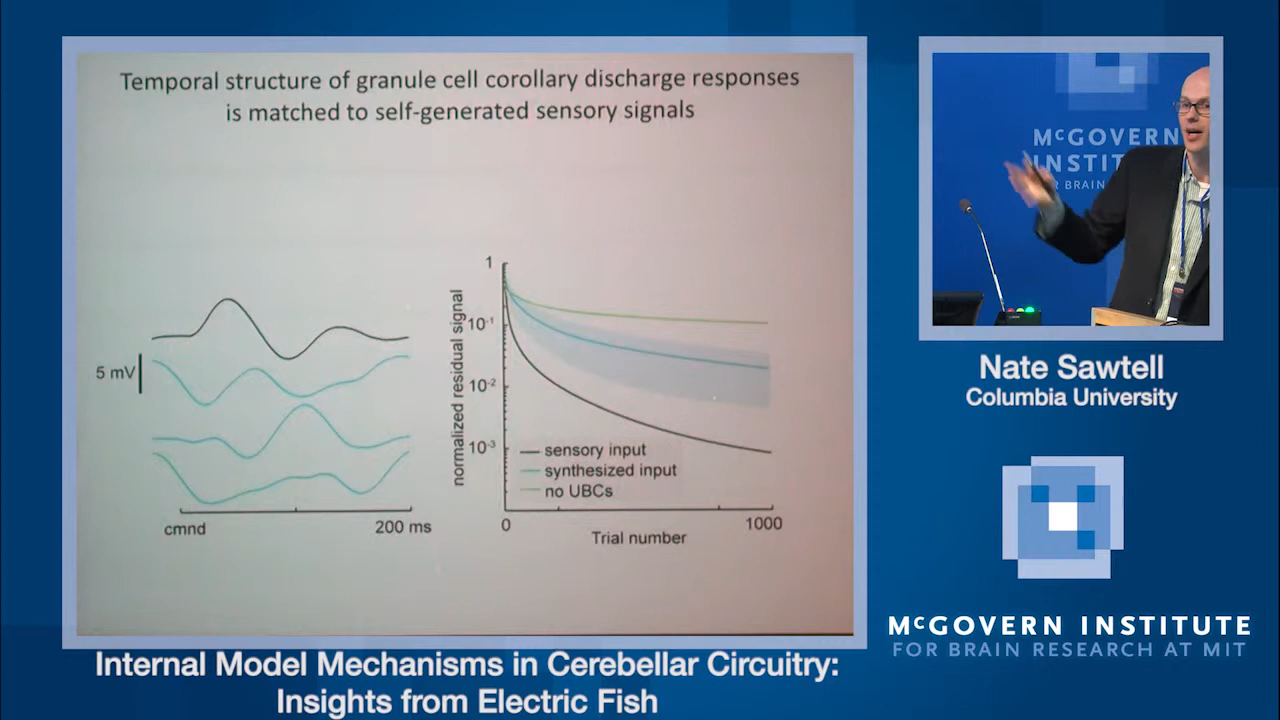 Temporal structure of granule cell corollary discharge responses
is matched to self-generated sensory signals
5 mV
cmnd
200 ms
normalized residual signal
1
10-1
10-2
10-3
sensory input
synthesized input
no UBCs
0
1000
Trial number
McGOVERN
INSTIT
R BRAIN
Nate Sawtell
Columbia University
McGOVERN INSTITUTE
FOR BRAIN RESEARCH AT MIT
Internal Model Mechanisms in Cerebellar Circuitry:
Insights from Electric Fish